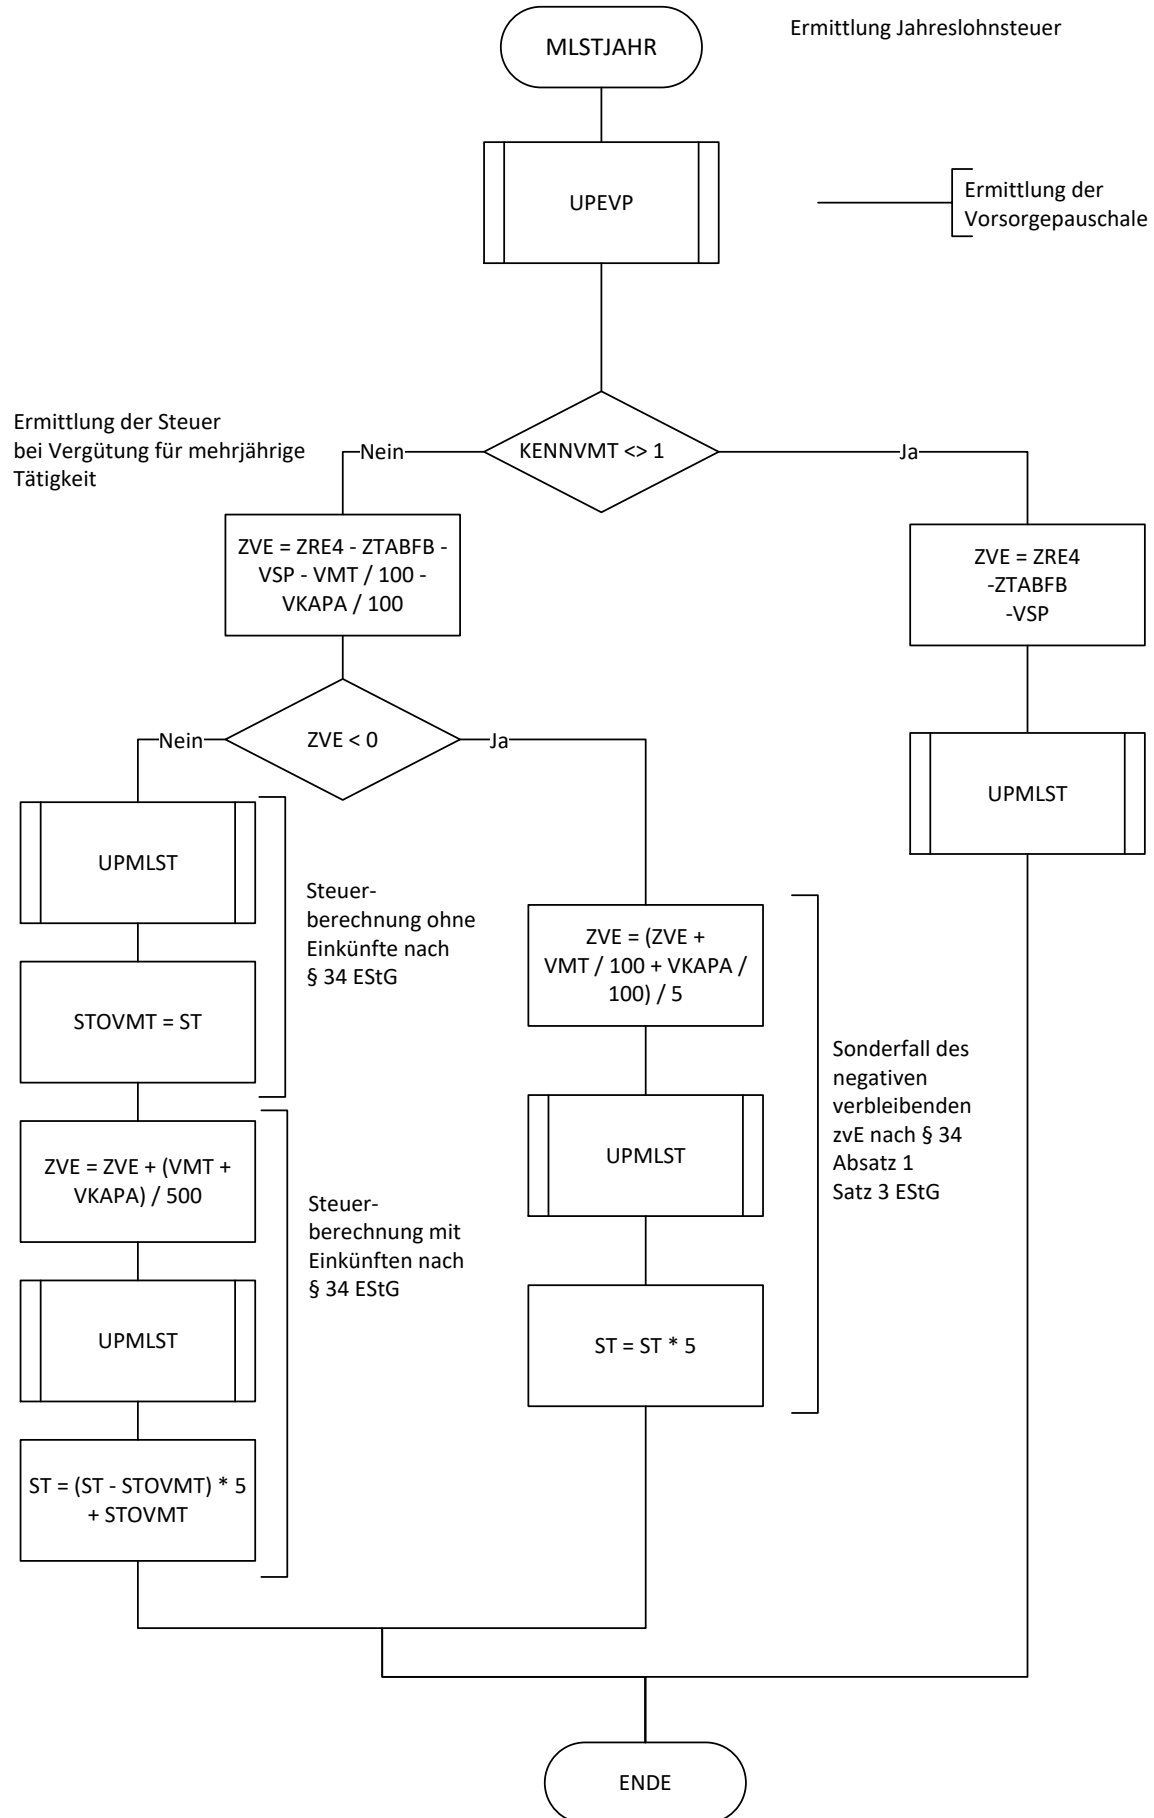 MLSTJAHR
Ermittlung Jahreslohnsteuer
UPEVP
Ermittlung der
Vorsorgepauschale
Ermittlung der Steuer
bei Vergütung für mehrjährige
Tätigkeit
Nein
KENNVMT <> 1
Ja
ZVE = ZRE4 - ZTABFB -
VSP - VMT / 100 -
VKAPA / 100
ZVE = ZRE4
-ZTABFB
-VSP
Nein
ZVE < 0
Ja
UPMLST
UPMLST
Steuer-
berechnung ohne
Einkünfte nach
§ 34 EStG
STOVMT = ST
ZVE = (ZVE +
VMT / 100 + VKAPA /
100) / 5
UPMLST
ST = ST * 5
Sonderfall des
negativen
verbleibenden
zvE nach § 34
Absatz 1
Satz 3 EStG
ZVE = ZVE + (VMT +
VKAPA) / 500
UPMLST
ST = (ST - STOVMT) * 5
+ STOVMT
Steuer-
berechnung mit
Einkünften nach
§ 34 EStG
ENDE